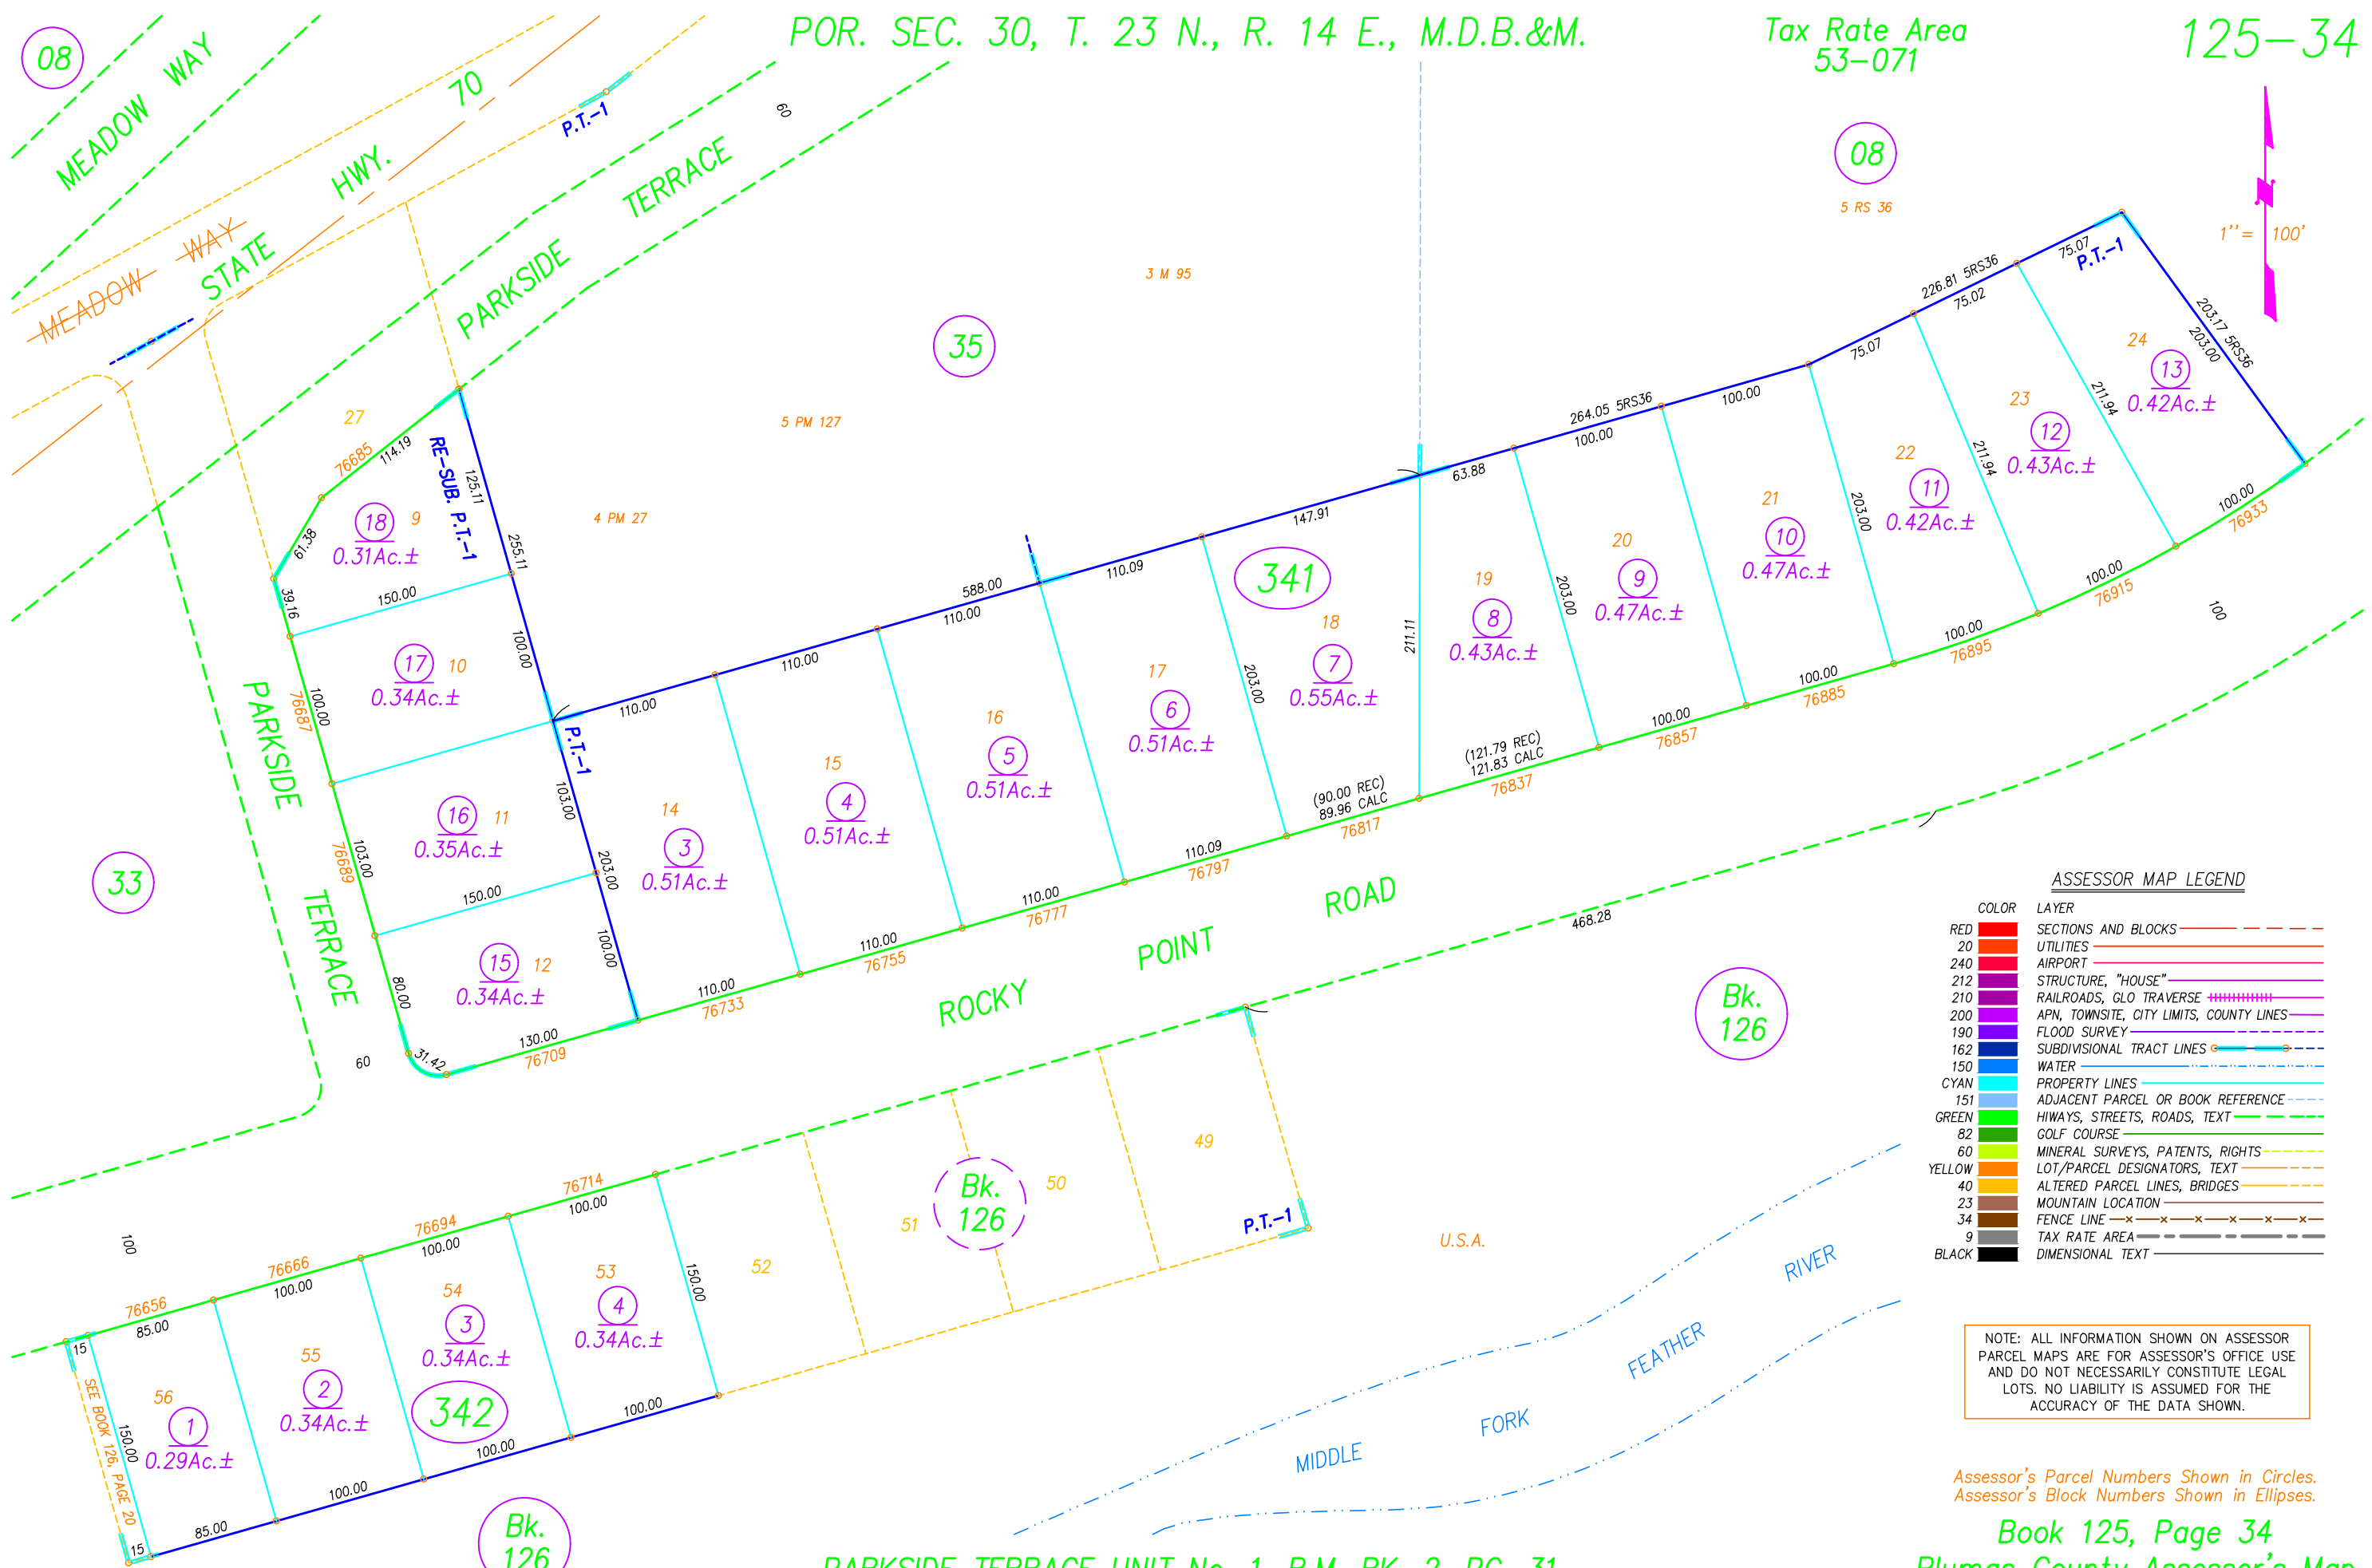 POR. SEC. 30, T. 23 N., R. 14 E., M.D.B.&M.
Tax Rate Area
53-071
125-34
08
MEADOW WAY
STATE HWY. 70
MEADOW WAY
P.T.-1
PARKSIDE TERRACE
60
08
5 RS 36
1''= 100'
3 M 95
35
5 PM 127
4 PM 27
27
76685
114.19
RE-SUB. P.T.-1
125.11
255.11
18
9
0.31Ac.±
61.38
39.16
150.00
17
10
0.34Ac.±
100.00
100.00
76687
16
11
0.35Ac.±
103.00
103.00
76689
P.T.-1
150.00
203.00
15
12
0.34Ac.±
80.00
100.00
31.42
130.00
76709
60
PARKSIDE TERRACE
33
588.00
110.00
14
3
0.51Ac.±
110.00
76733
110.00
15
4
0.51Ac.±
110.00
76755
110.00
16
5
0.51Ac.±
110.00
76777
110.09
17
6
0.51Ac.±
110.09
76797
203.00
341
147.91
18
7
0.55Ac.±
(90.00 REC)
89.96 CALC
76817
211.11
63.88
19
8
0.43Ac.±
(121.79 REC)
121.83 CALC
76837
203.00
264.05 5RS36
100.00
20
9
0.47Ac.±
100.00
76857
100.00
21
10
0.47Ac.±
100.00
76885
203.00
75.07
22
11
0.42Ac.±
100.00
76895
211.94
226.81 5RS36
75.02
23
12
0.43Ac.±
100.00
76915
211.94
75.07
P.T.-1
24
13
0.42Ac.±
100.00
76933
203.17 5RS36
203.00
100
ROCKY POINT ROAD
468.28
Bk.
126
100
76656
85.00
15
SEE BOOK 126, PAGE 20
56
1
0.29Ac.±
150.00
15
85.00
76666
100.00
55
2
0.34Ac.±
100.00
76694
100.00
54
3
0.34Ac.±
342
100.00
76714
100.00
53
4
0.34Ac.±
100.00
150.00
52
51
Bk.
126
50
49
P.T.-1
Bk.
126
U.S.A.
MIDDLE FORK FEATHER RIVER
ASSESSOR MAP LEGEND
COLOR LAYER
RED SECTIONS AND BLOCKS
20 UTILITIES
240 AIRPORT
212 STRUCTURE, "HOUSE"
210 RAILROADS, GLO TRAVERSE
200 APN, TOWNSITE, CITY LIMITS, COUNTY LINES
190 FLOOD SURVEY
162 SUBDIVISIONAL TRACT LINES
150 WATER
CYAN PROPERTY LINES
151 ADJACENT PARCEL OR BOOK REFERENCE
GREEN HIWAYS, STREETS, ROADS, TEXT
82 GOLF COURSE
60 MINERAL SURVEYS, PATENTS, RIGHTS
YELLOW LOT/PARCEL DESIGNATORS, TEXT
40 ALTERED PARCEL LINES, BRIDGES
23 MOUNTAIN LOCATION
34 FENCE LINE
9 TAX RATE AREA
BLACK DIMENSIONAL TEXT
NOTE: ALL INFORMATION SHOWN ON ASSESSOR
PARCEL MAPS ARE FOR ASSESSOR'S OFFICE USE
AND DO NOT NECESSARILY CONSTITUTE LEGAL
LOTS. NO LIABILITY IS ASSUMED FOR THE
ACCURACY OF THE DATA SHOWN.
Assessor's Parcel Numbers Shown in Circles.
Assessor's Block Numbers Shown in Ellipses.
Book 125, Page 34
Plumas County Assessor's Map
PARKSIDE TERRACE UNIT No. 1, R.M. BK. 2, PG. 31